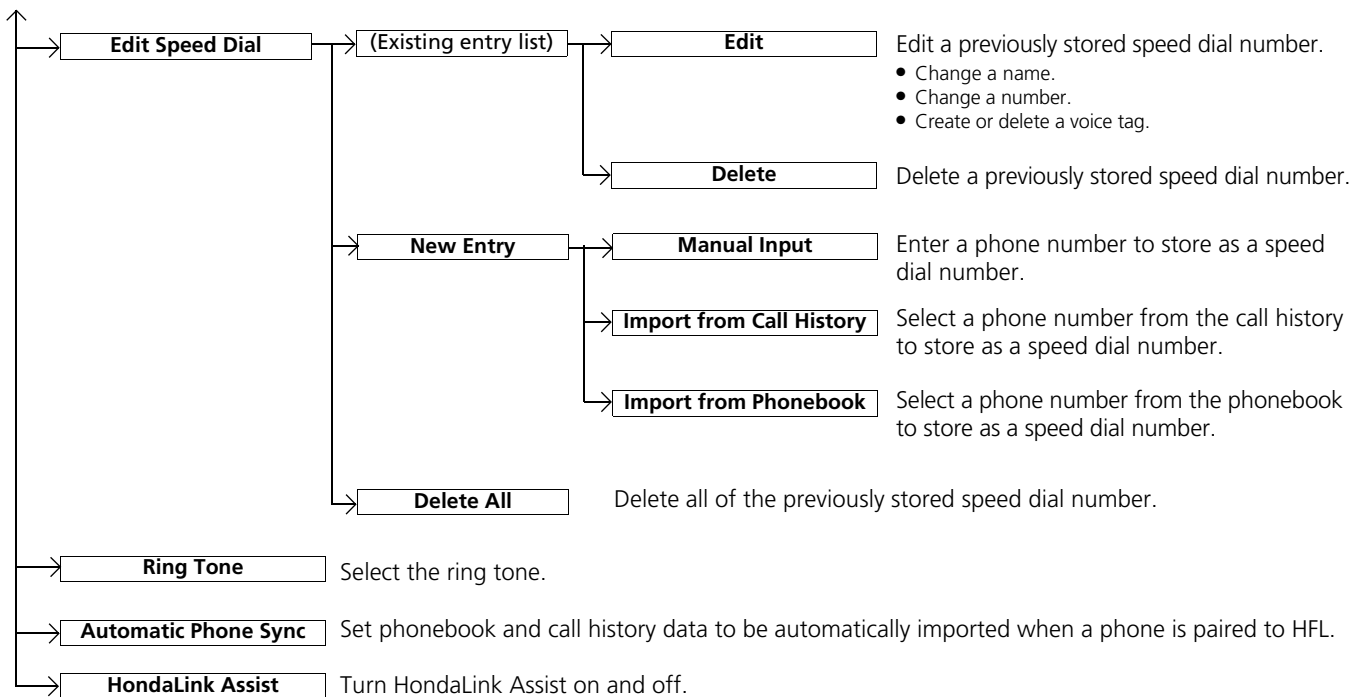 Edit Speed Dial
(Existing entry list)
Edit
Edit a previously stored speed dial number.
• Change a name.
• Change a number.
• Create or delete a voice tag.
Delete
Delete a previously stored speed dial number.
New Entry
Manual Input
Enter a phone number to store as a speed
dial number.
Import from Call History
Select a phone number from the call history
to store as a speed dial number.
Import from Phonebook
Select a phone number from the phonebook
to store as a speed dial number.
Delete All
Delete all of the previously stored speed dial number.
Ring Tone
Select the ring tone.
Automatic Phone Sync
Set phonebook and call history data to be automatically imported when a phone is paired to HFL.
HondaLink Assist
Turn HondaLink Assist on and off.